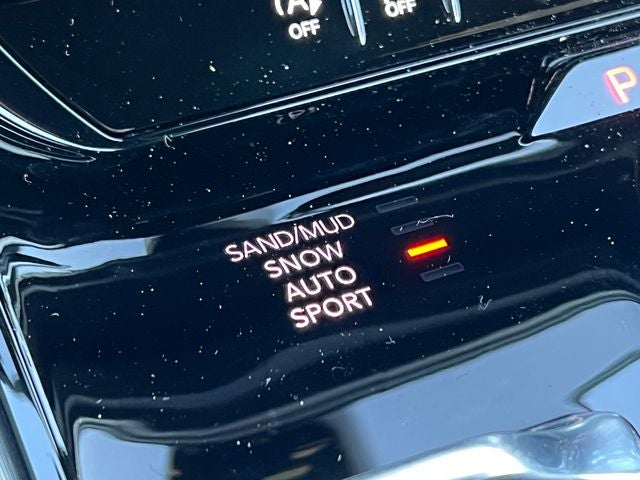 A
OFF
OFF
P
SAND/MUD
SNOW
AUTO
SPORT